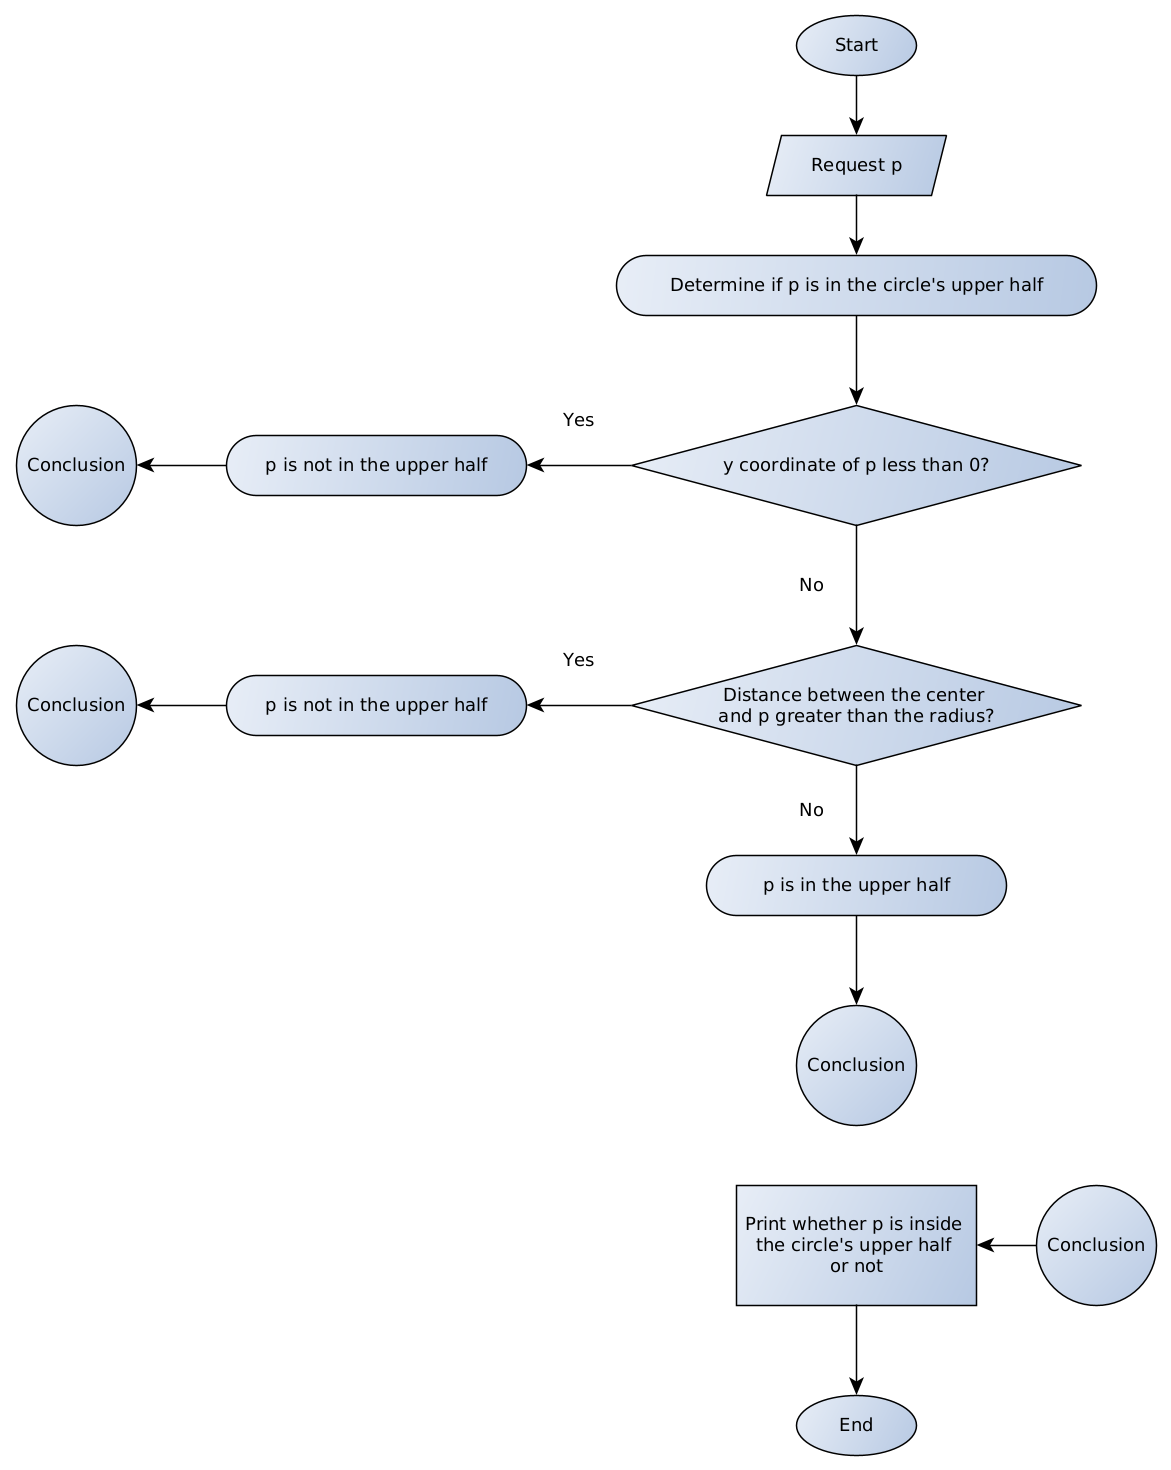 Start
Request p
Determine if p is in the circle's upper half
Yes
Conclusion
p is not in the upper half
y coordinate of p less than 0?
No
Yes
Conclusion
p is not in the upper half
Distance between the center
and p greater than the radius?
No
p is in the upper half
Conclusion
Print whether p is inside
the circle's upper half
or not
Conclusion
End